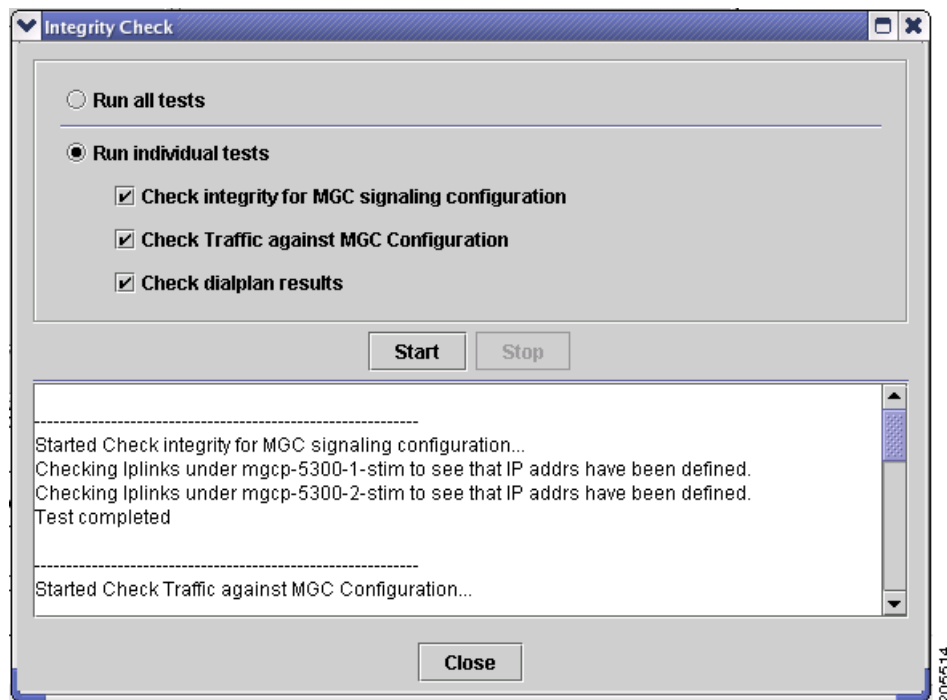 Integrity Check
Run all tests
Run individual tests
Check integrity for MGC signaling configuration
Check Traffic against MGC Configuration
Check dialplan results
Start Stop
------------------------------------------------------------
Started Check integrity for MGC signaling configuration...
Checking Iplinks under mgcp-5300-1-stim to see that IP addrs have been defined.
Checking Iplinks under mgcp-5300-2-stim to see that IP addrs have been defined.
Test completed
------------------------------------------------------------
Started Check Traffic against MGC Configuration...
Close